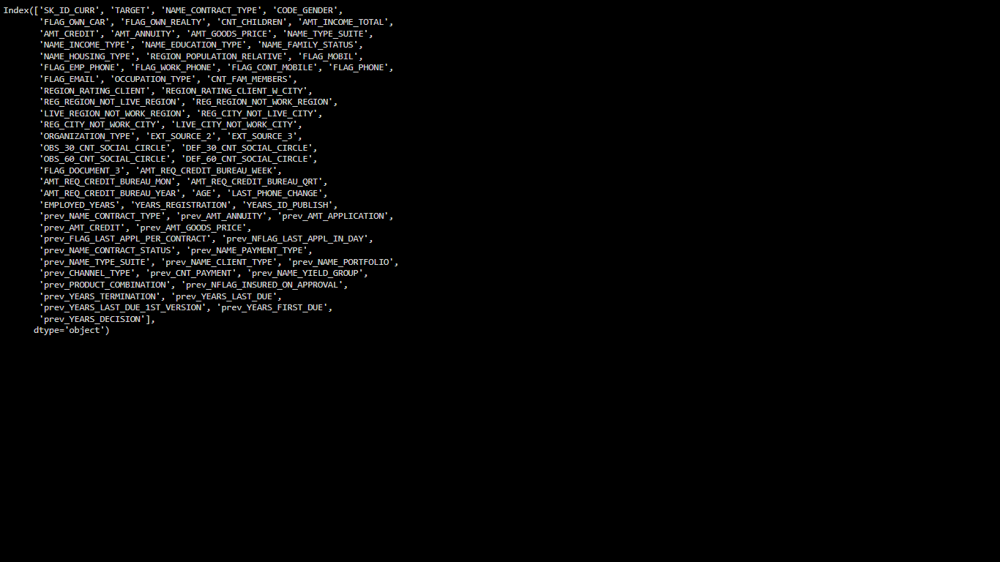 Index(['SK_ID_CURR', 'TARGET', 'NAME_CONTRACT_TYPE', 'CODE_GENDER',
'FLAG_OWN_CAR', 'FLAG_OWN_REALTY', 'CNT_CHILDREN', 'AMT_INCOME_TOTAL',
'AMT_CREDIT', 'AMT_ANNUITY', 'AMT_GOODS_PRICE', 'NAME_TYPE_SUITE',
'NAME_INCOME_TYPE', 'NAME_EDUCATION_TYPE', 'NAME_FAMILY_STATUS',
'NAME_HOUSING_TYPE', 'REGION_POPULATION_RELATIVE', 'FLAG_MOBIL',
'FLAG_EMP_PHONE', 'FLAG_WORK_PHONE', 'FLAG_CONT_MOBILE', 'FLAG_PHONE',
'FLAG_EMAIL', 'OCCUPATION_TYPE', 'CNT_FAM_MEMBERS',
'REGION_RATING_CLIENT', 'REGION_RATING_CLIENT_W_CITY',
'REG_REGION_NOT_LIVE_REGION', 'REG_REGION_NOT_WORK_REGION',
'LIVE_REGION_NOT_WORK_REGION', 'REG_CITY_NOT_LIVE_CITY',
'REG_CITY_NOT_WORK_CITY', 'LIVE_CITY_NOT_WORK_CITY',
'ORGANIZATION_TYPE', 'EXT_SOURCE_2', 'EXT_SOURCE_3',
'OBS_30_CNT_SOCIAL_CIRCLE', 'DEF_30_CNT_SOCIAL_CIRCLE',
'OBS_60_CNT_SOCIAL_CIRCLE', 'DEF_60_CNT_SOCIAL_CIRCLE',
'FLAG_DOCUMENT_3', 'AMT_REQ_CREDIT_BUREAU_WEEK',
'AMT_REQ_CREDIT_BUREAU_MON', 'AMT_REQ_CREDIT_BUREAU_QRT',
'AMT_REQ_CREDIT_BUREAU_YEAR', 'AGE', 'LAST_PHONE_CHANGE',
'EMPLOYED_YEARS', 'YEARS_REGISTRATION', 'YEARS_ID_PUBLISH',
'prev_NAME_CONTRACT_TYPE', 'prev_AMT_ANNUITY', 'prev_AMT_APPLICATION',
'prev_AMT_CREDIT', 'prev_AMT_GOODS_PRICE',
'prev_FLAG_LAST_APPL_PER_CONTRACT', 'prev_NFLAG_LAST_APPL_IN_DAY',
'prev_NAME_CONTRACT_STATUS', 'prev_NAME_PAYMENT_TYPE',
'prev_NAME_TYPE_SUITE', 'prev_NAME_CLIENT_TYPE', 'prev_NAME_PORTFOLIO',
'prev_CHANNEL_TYPE', 'prev_CNT_PAYMENT', 'prev_NAME_YIELD_GROUP',
'prev_PRODUCT_COMBINATION', 'prev_NFLAG_INSURED_ON_APPROVAL',
'prev_YEARS_TERMINATION', 'prev_YEARS_LAST_DUE',
'prev_YEARS_LAST_DUE_1ST_VERSION', 'prev_YEARS_FIRST_DUE',
'prev_YEARS_DECISION'],
dtype='object')